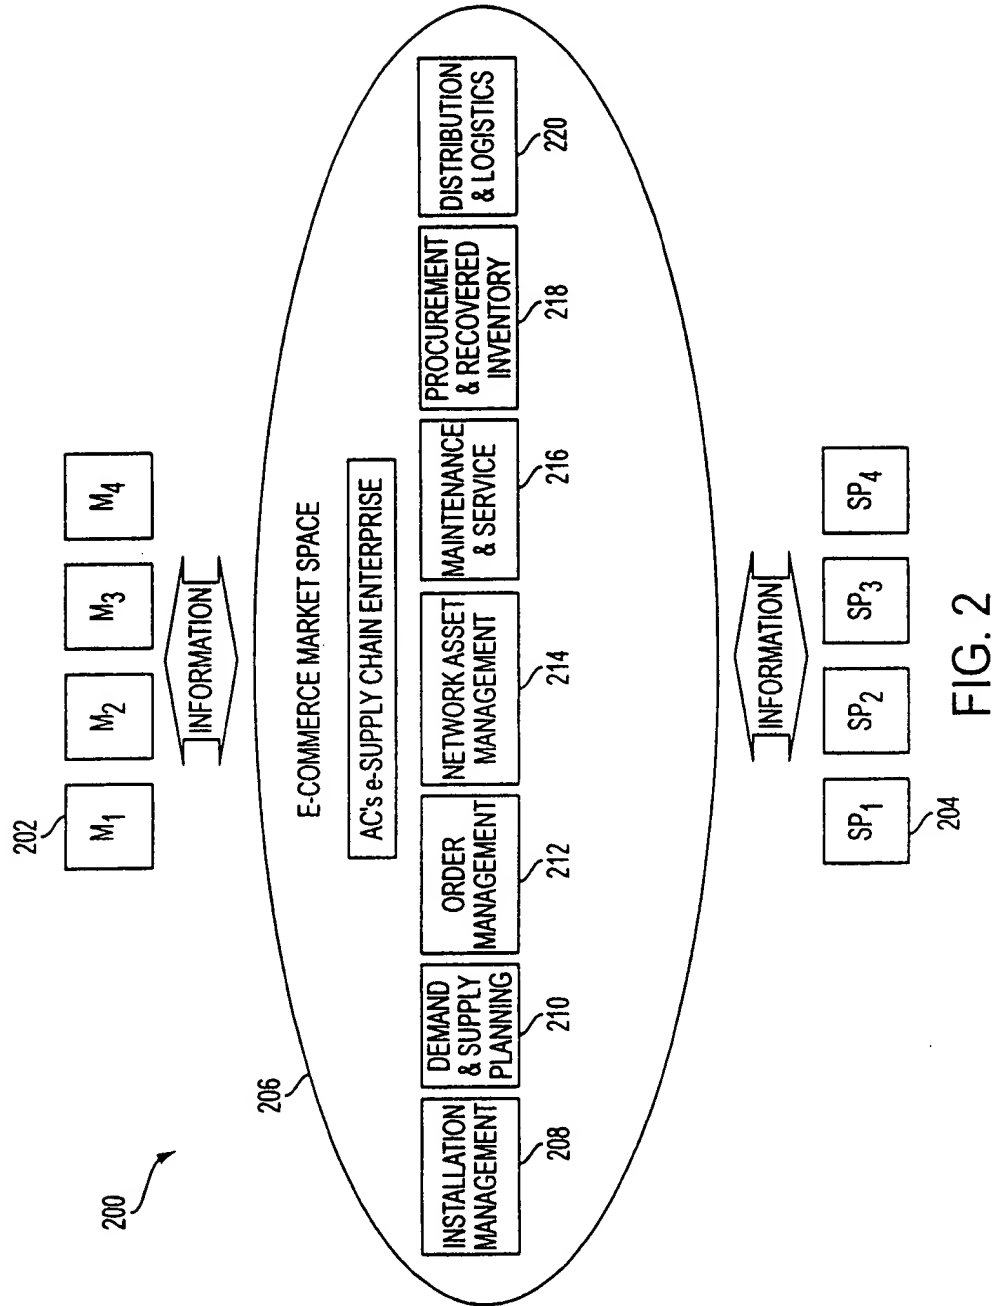 200
202
M1
M2
M3
M4
INFORMATION
206
E-COMMERCE MARKET SPACE
AC's e-SUPPLY CHAIN ENTERPRISE
INSTALLATION
MANAGEMENT
208
DEMAND
& SUPPLY
PLANNING
210
ORDER
MANAGEMENT
212
NETWORK ASSET
MANAGEMENT
214
MAINTENANCE
& SERVICE
216
PROCUREMENT
& RECOVERED
INVENTORY
218
DISTRIBUTION
& LOGISTICS
220
INFORMATION
SP1
SP2
SP3
SP4
204
FIG. 2